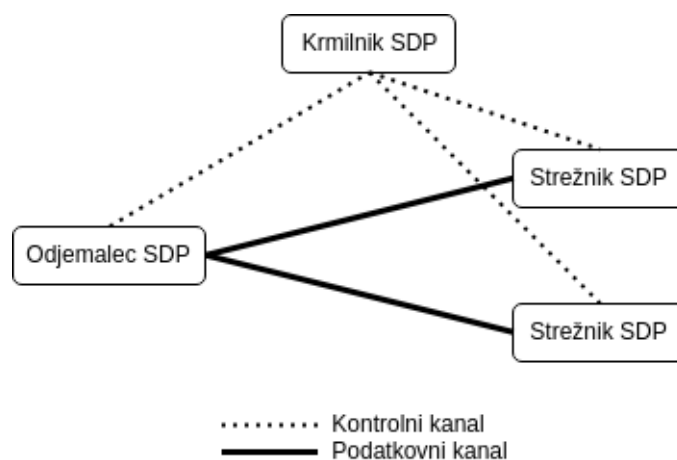 Krmilnik SDP
Strežnik SDP
Odjemalec SDP
Strežnik SDP
Kontrolni kanal
Podatkovni kanal